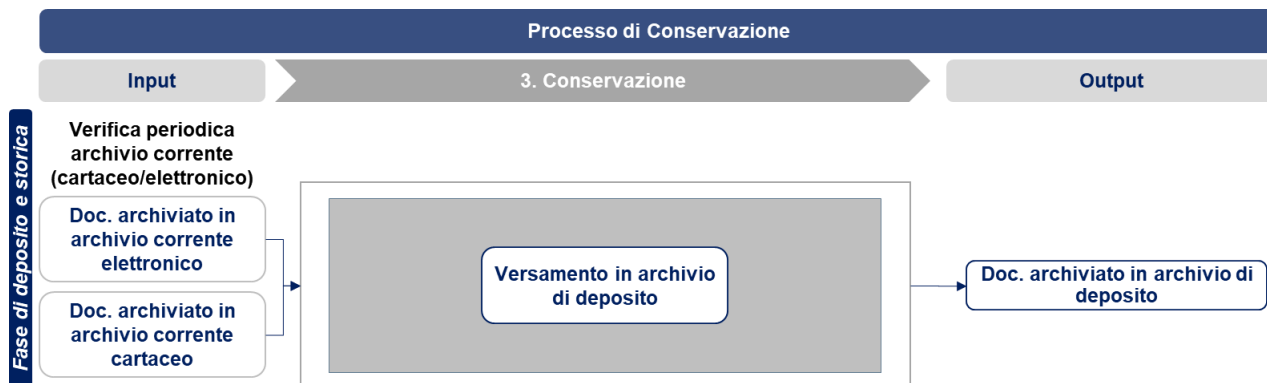 Processo di Conservazione
Input
3. Conservazione
Output
Fase di deposito e storica
Verifica periodica
archivio corrente
(cartaceo/elettronico)
Doc. archiviato in
archivio corrente
elettronico
Doc. archiviato in
archivio corrente
cartaceo
Versamento in archivio
di deposito
Doc. archiviato in archivio di
deposito